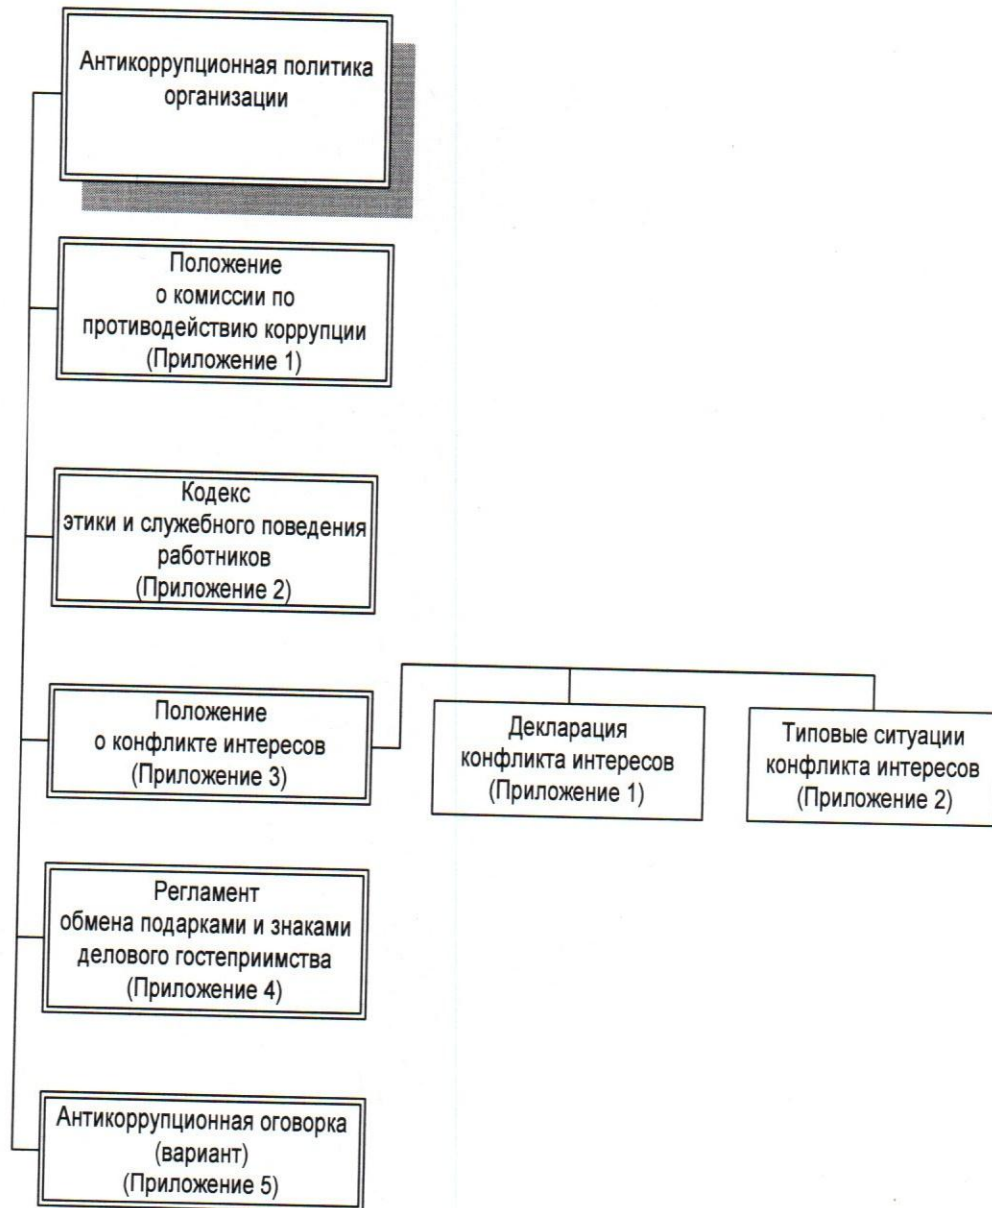 Антикоррупционная политика
организации
Положение
о комиссии по
противодействию коррупции
(Приложение 1)
Кодекс
этики и служебного поведения
работников
(Приложение 2)
Положение
о конфликте интересов
(Приложение 3)
Декларация
конфликта интересов
(Приложение 1)
Типовые ситуации
конфликта интересов
(Приложение 2)
Регламент
обмена подарками и знаками
делового гостеприимства
(Приложение 4)
Антикоррупционная оговорка
(вариант)
(Приложение 5)